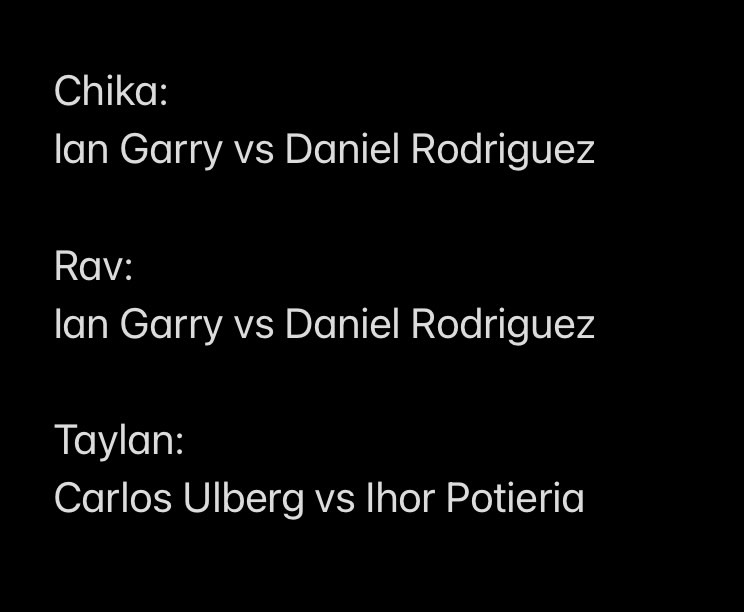 Chika:
Ian Garry vs Daniel Rodriguez
Rav:
Ian Garry vs Daniel Rodriguez
Taylan:
Carlos Ulberg vs Ihor Potieria